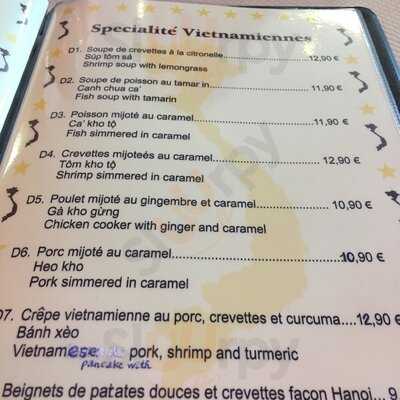 Specialité Vietnamiennes
D1. Soupe de crevettes à la citronelle...12,90 €
Súp tôm sả
Shrimp soup with lemongrass
D2. Soupe de poisson au tamar in...11,90 €
Canh chua ca'
Fish soup with tamarin
D3. Poisson mijoté au caramel...11,90 €
Ca' kho tộ
Fish simmered in caramel
D4. Crevettes mijoteés au caramel...12,90 €
Tôm kho tộ
Shrimp simmered in caramel
D5. Poulet mijoté au gingembre et caramel...10,90 €
Gà kho gừng
Chicken cooker with ginger and caramel
D6. Porc mijoté au caramel...10,90 €
Heo kho
Pork simmered in caramel
D7. Crêpe vietnamienne au porc, crevettes et curcuma....12,90 €
Bánh xèo
Vietnamese pork, shrimp and turmeric
pancake with
Beignets de patates douces et crevettes façon Hanoi...9